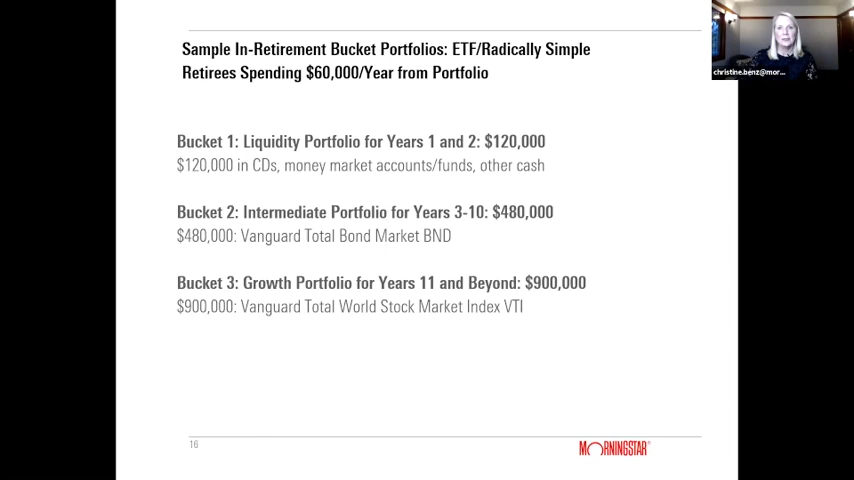 Sample In-Retirement Bucket Portfolios: ETF/Radically Simple
Retirees Spending $60,000/Year from Portfolio
christine.benz@mor...
Bucket 1: Liquidity Portfolio for Years 1 and 2: $120,000
$120,000 in CDs, money market accounts/funds, other cash
Bucket 2: Intermediate Portfolio for Years 3-10: $480,000
$480,000: Vanguard Total Bond Market BND
Bucket 3: Growth Portfolio for Years 11 and Beyond: $900,000
$900,000: Vanguard Total World Stock Market Index VTI
16
MORNINGSTAR